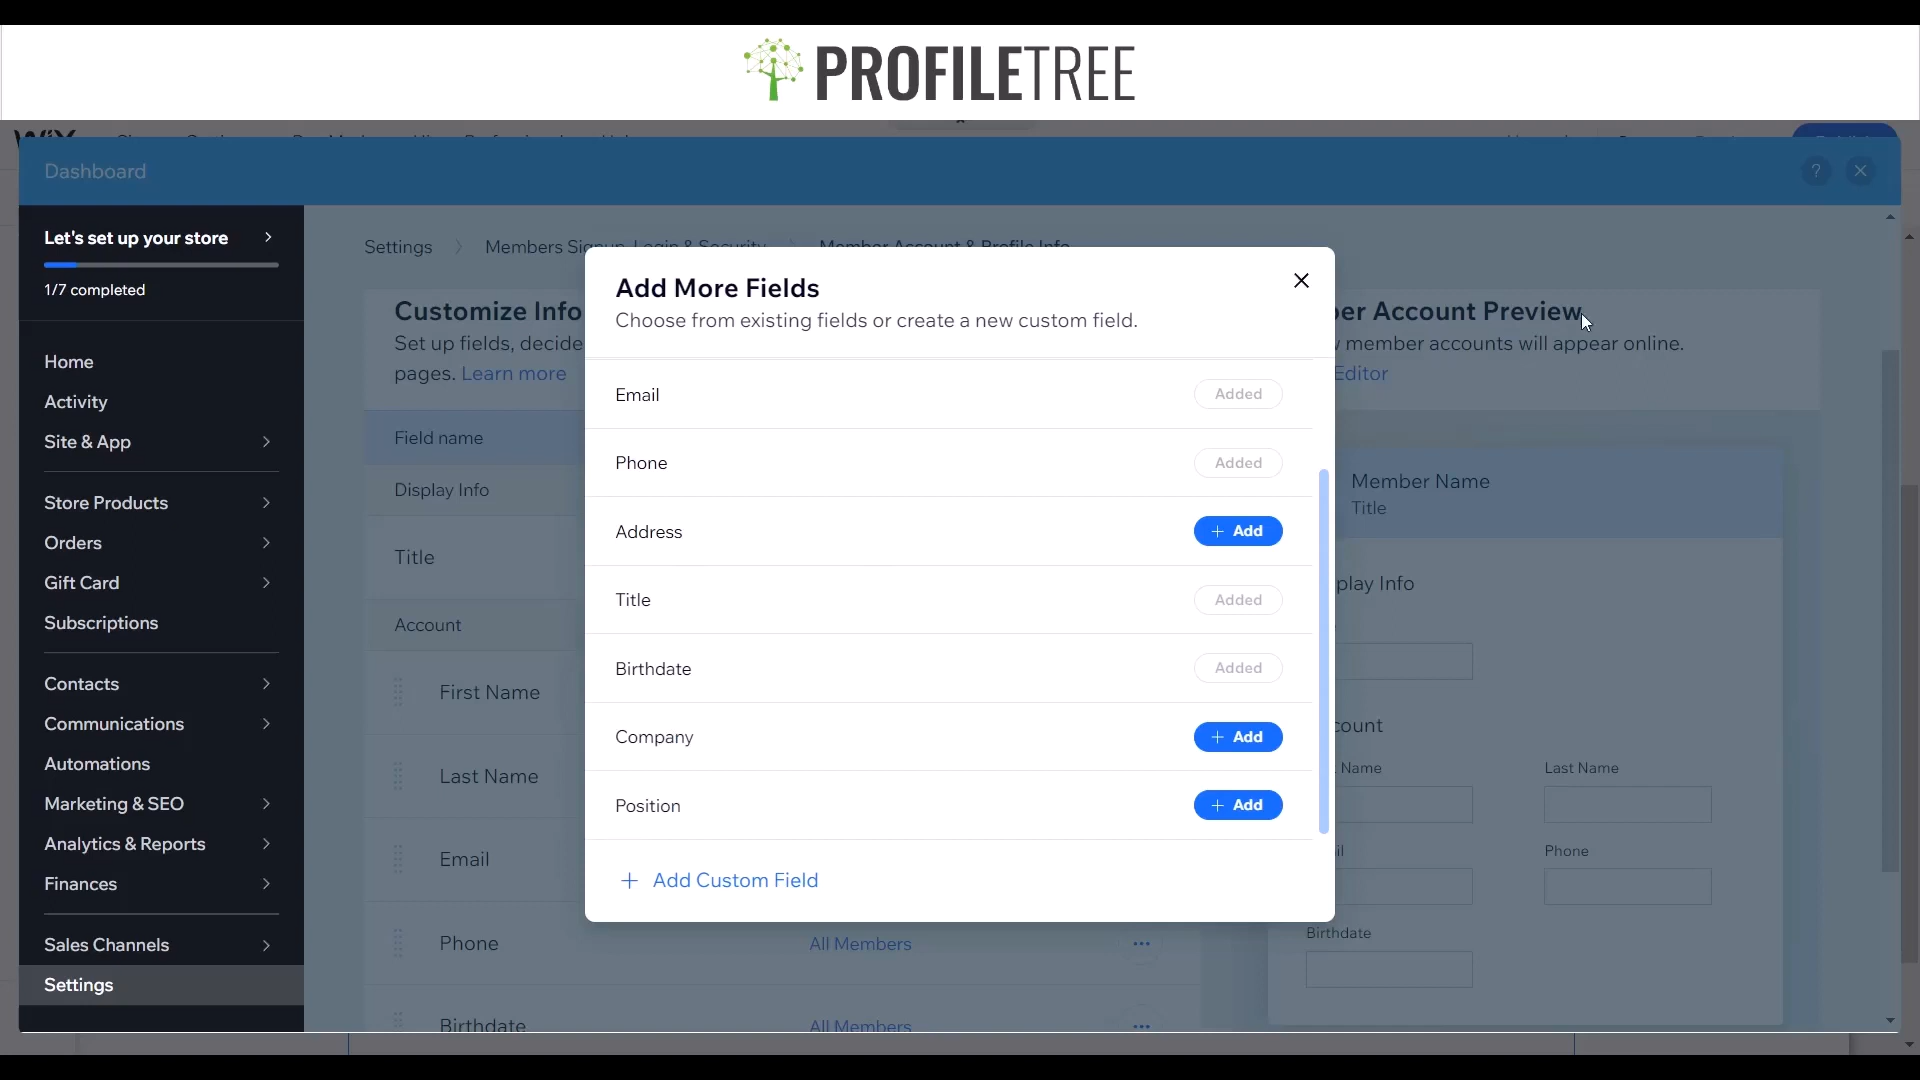 PROFILETREE
Dashboard
?
Let's set up your store
1/7 completed
Home
Activity
Site & App
Store Products
Orders
Gift Card
Subscriptions
Contacts
Communications
Automations
Marketing & SEO
Analytics & Reports
Finances
Sales Channels
Settings
Settings
Customize Info
Set up fields, decide
pages. Learn more
Field name
Display Info
Title
Account
First Name
Last Name
Email
Phone All Members
Birthdate All Members
Add More Fields
Choose from existing fields or create a new custom field.
Email Added
Phone Added
Address + Add
Title Added
Birthdate Added
Company + Add
Position + Add
+ Add Custom Field
Account Preview
member accounts will appear online.
Editor
Member Name
Title
Info
Name
Last Name
Phone
Birthdate